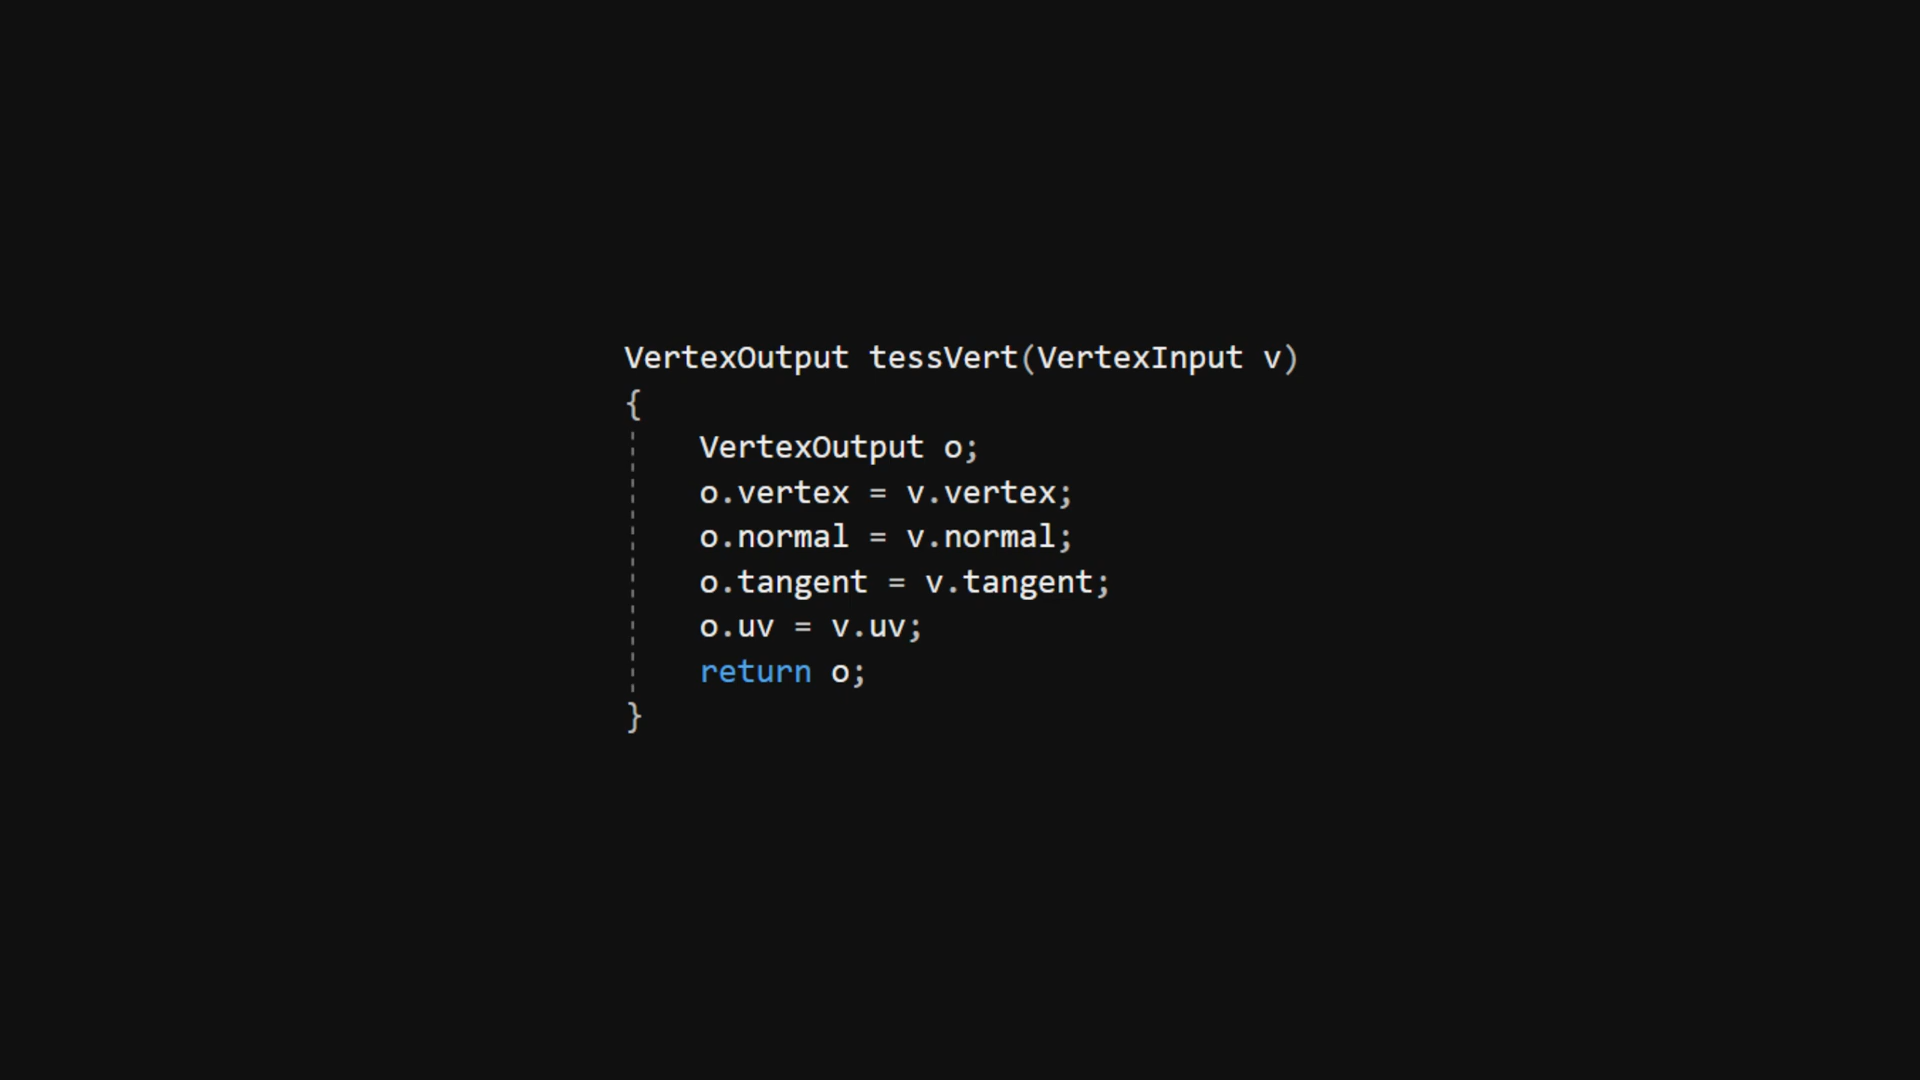 VertexOutput tessVert(VertexInput v)
{
    VertexOutput o;
    o.vertex = v.vertex;
    o.normal = v.normal;
    o.tangent = v.tangent;
    o.uv = v.uv;
    return o;
}